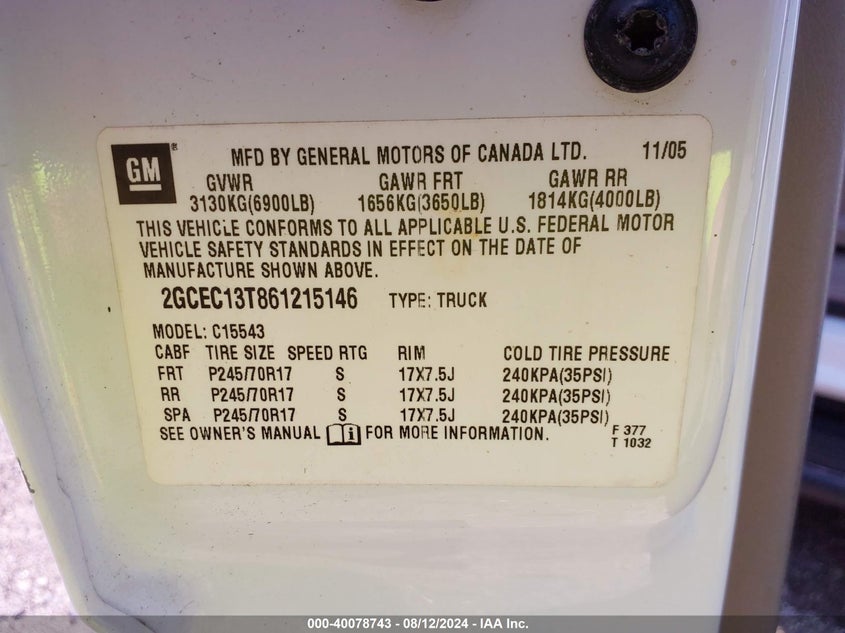 GM® MFD BY GENERAL MOTORS OF CANADA LTD. 11/05
GVWR GAWR FRT GAWR RR
3130KG(6900LB) 1656KG(3650LB) 1814KG(4000LB)
THIS VEHICLE CONFORMS TO ALL APPLICABLE U.S. FEDERAL MOTOR
VEHICLE SAFETY STANDARDS IN EFFECT ON THE DATE OF
MANUFACTURE SHOWN ABOVE.
2GCEC13T861215146 TYPE: TRUCK
MODEL: C15543
CABF TIRE SIZE SPEED RTG RIM COLD TIRE PRESSURE
FRT P245/70R17 S 17X7.5J 240KPA(35PSI)
RR P245/70R17 S 17X7.5J 240KPA(35PSI)
SPA P245/70R17 S 17X7.5J 240KPA(35PSI)
SEE OWNER'S MANUAL i FOR MORE INFORMATION. F 377
T 1032
000-40078743 - 08/12/2024 - IAA Inc.